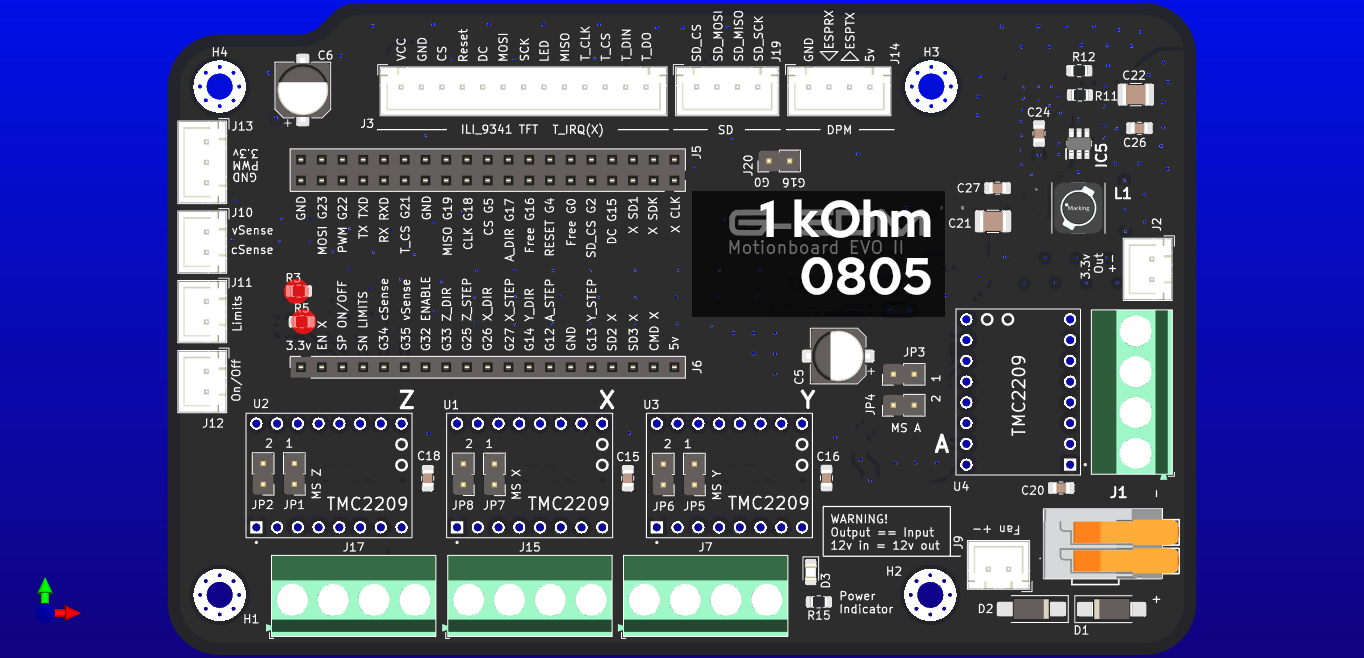 H4
C6
VCC
GND
CS
Reset
DC
MOSI
SCK
LED
MISO
T_CLK
T_CS
T_DIN
T_DO
SD_CS
SD_MOSI
SD_MISO
SD_SCK
J19
GND
ESPRX
ESPTX
5v
J14
H3
R12
R11
C22
C24
C26
IC5
+
J3
ILI_9341 TFT T_IRQ(X)
SD
DPM
J13
3.3v
PWM
GND
J5
J20
G0 G16
C27
C21
L1
Marking
J2
J10
vSense
cSense
GND
MOSI G23
PWM G22
TX TXD
RX RXD
T_CS G21
GND
MISO G19
CLK G18
CS G5
A_DIR G17
Free G16
RESET G4
Free G0
SD_CS G2
DC G15
X SD1
X SDK
X CLK
1 kOhm
0805
Motionboard EVO II
3.3v
Out
+-
J11
Limits
R3
R5
3.3v
EN X
SP ON/OFF
SN LIMITS
G34 cSense
G35 vSense
G32 ENABLE
G33 Z_DIR
G25 Z_STEP
G26 X_DIR
G27 X_STEP
G14 Y_DIR
G12 A_STEP
GND
G13 Y_STEP
SD2 X
SD3 X
CMD X
5v
J6
On/Off
J12
C5
+
JP3
1
JP4
2
MS A
A
TMC2209
U4
U2
Z
U1
X
U3
Y
2 1
MS Z
JP2 JP1
TMC2209
C18
2 1
MS X
JP8 JP7
TMC2209
C15
2 1
MS Y
JP6 JP5
TMC2209
C16
C20
J1
-
WARNING!
Output == Input
12v in = 12v out
J9
Fan +-
J17
J15
J7
H1
D3
R15
Power
Indicator
H2
D2
D1
+